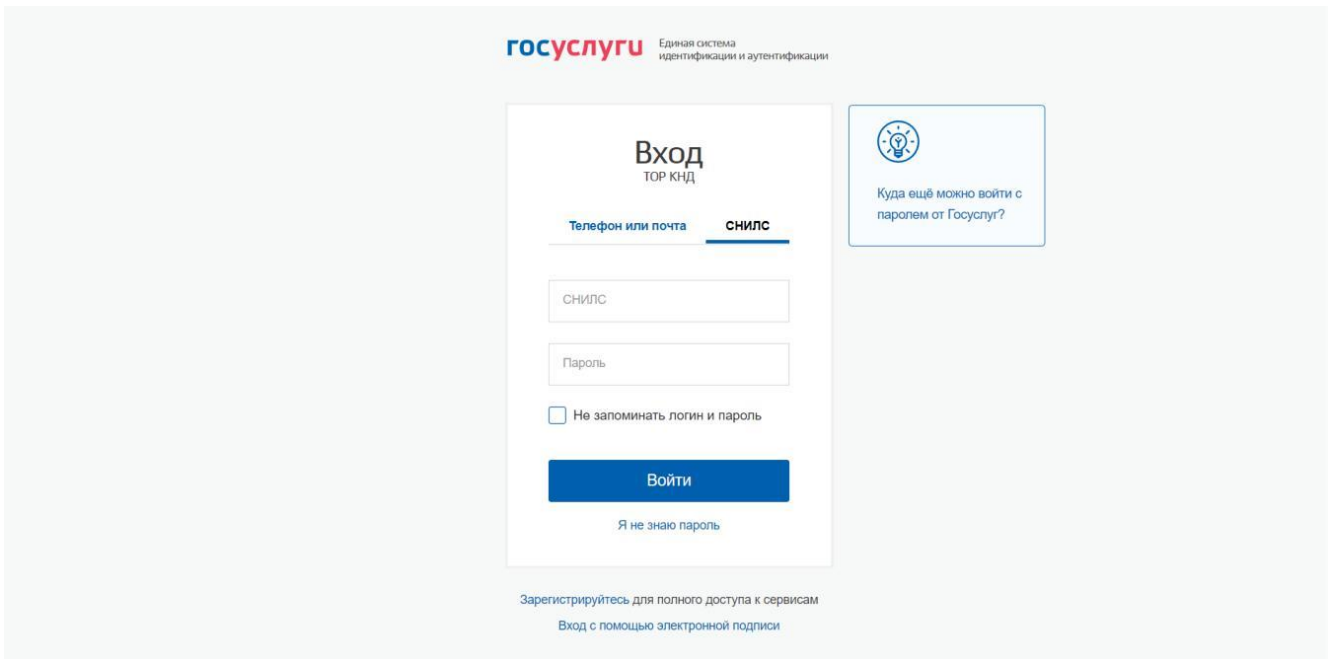 госуслуги
Единая система
идентификации и аутентификации
Вход
ТОР КНД
Телефон или почта СНИЛС
СНИЛС
Пароль
Не запоминать логин и пароль
Войти
Я не знаю пароль
Куда ещё можно войти с
паролем от Госуслуг?
Зарегистрируйтесь для полного доступа к сервисам
Вход с помощью электронной подписи